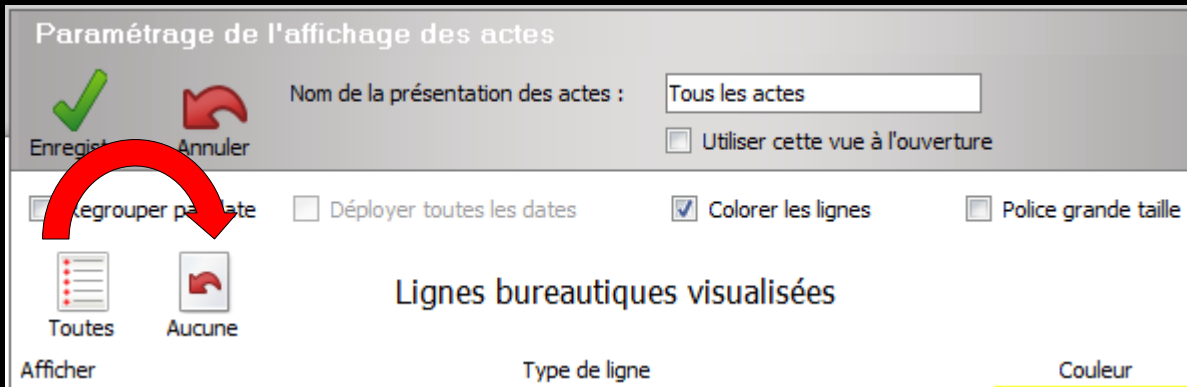 Paramétrage de l'affichage des actes
Nom de la présentation des actes : Tous les actes
Annuler
Utiliser cette vue à l'ouverture
Déployer toutes les dates
Colorer les lignes
Police grande taille
Toutes
Aucune
Lignes bureautiques visualisées
Afficher
Type de ligne
Couleur